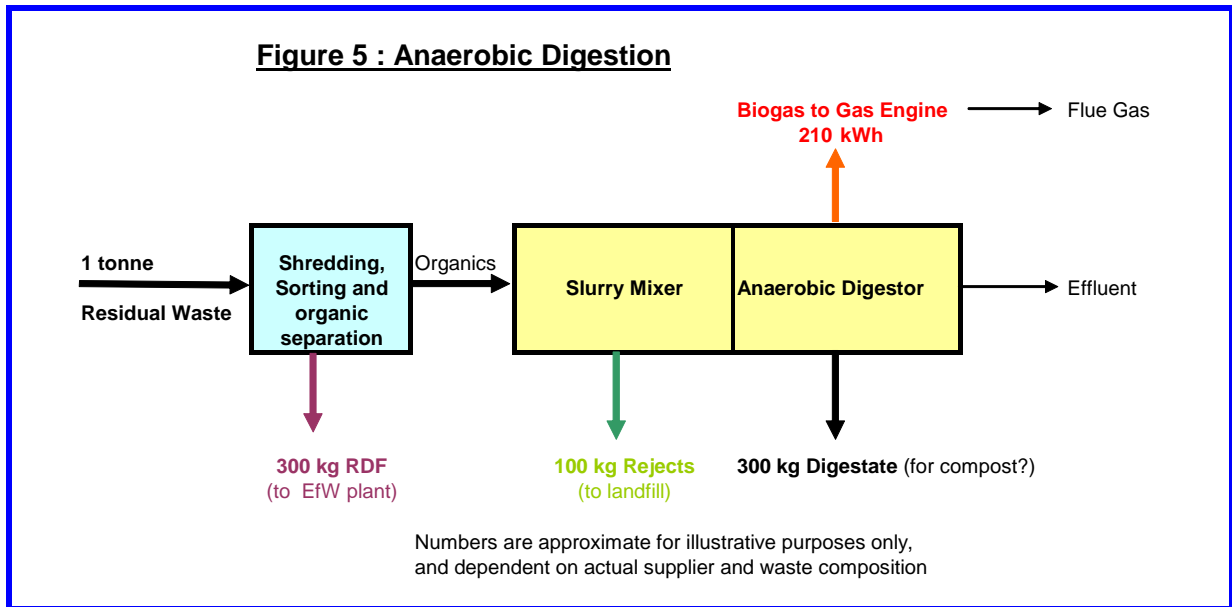 Figure 5 : Anaerobic Digestion
Biogas to Gas Engine
210 kWh
Flue Gas
1 tonne
Residual Waste
Shredding,
Sorting and
organic
separation
Organics
Slurry Mixer
Anaerobic Digestor
Effluent
300 kg RDF
(to EfW plant)
100 kg Rejects
(to landfill)
300 kg Digestate (for compost?)
Numbers are approximate for illustrative purposes only,
and dependent on actual supplier and waste composition